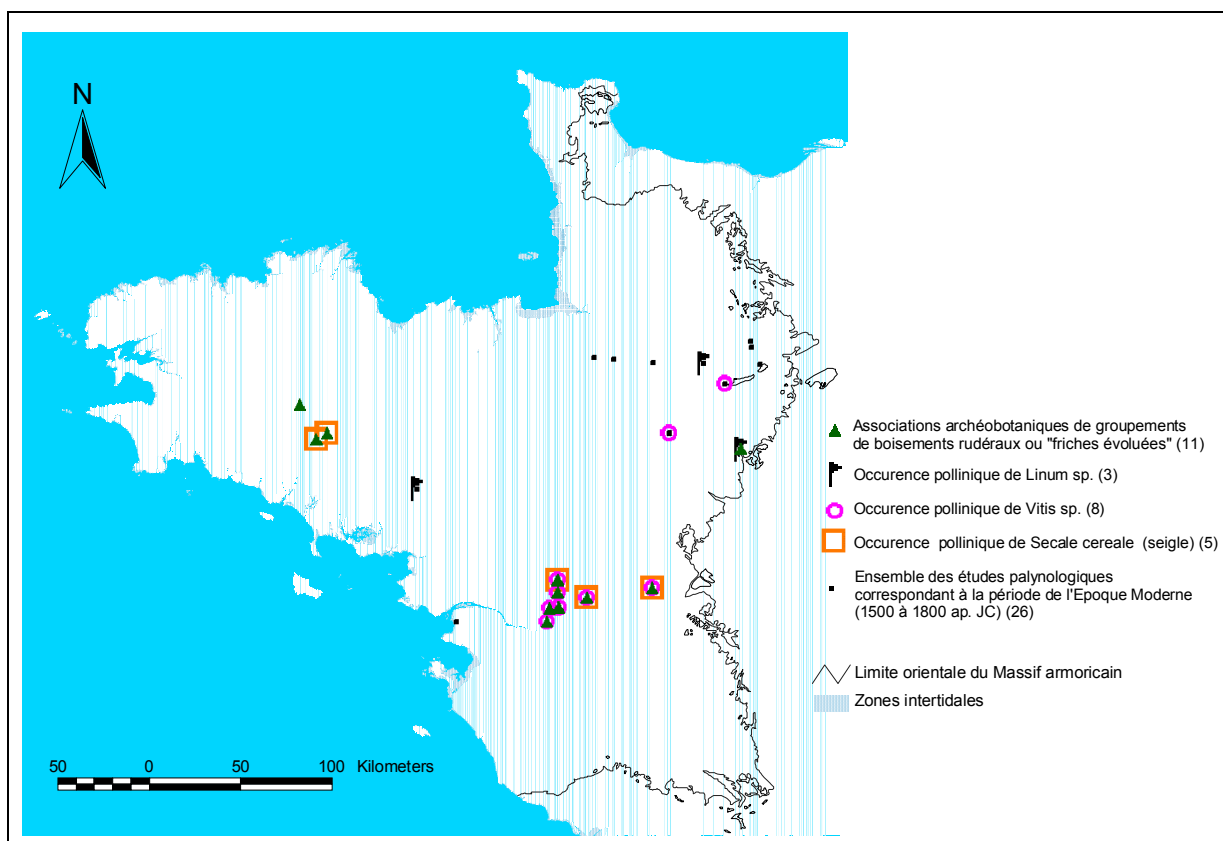 N
Associations archéobotaniques de groupements
de boisements rudéraux ou "friches évoluées" (11)
Occurence pollinique de Linum sp. (3)
Occurence pollinique de Vitis sp. (8)
Occurence pollinique de Secale cereale (seigle) (5)
Ensemble des études palynologiques
correspondant à la période de l'Epoque Moderne
(1500 à 1800 ap. JC) (26)
Limite orientale du Massif armoricain
Zones intertidales
50 0 50 100 Kilometers